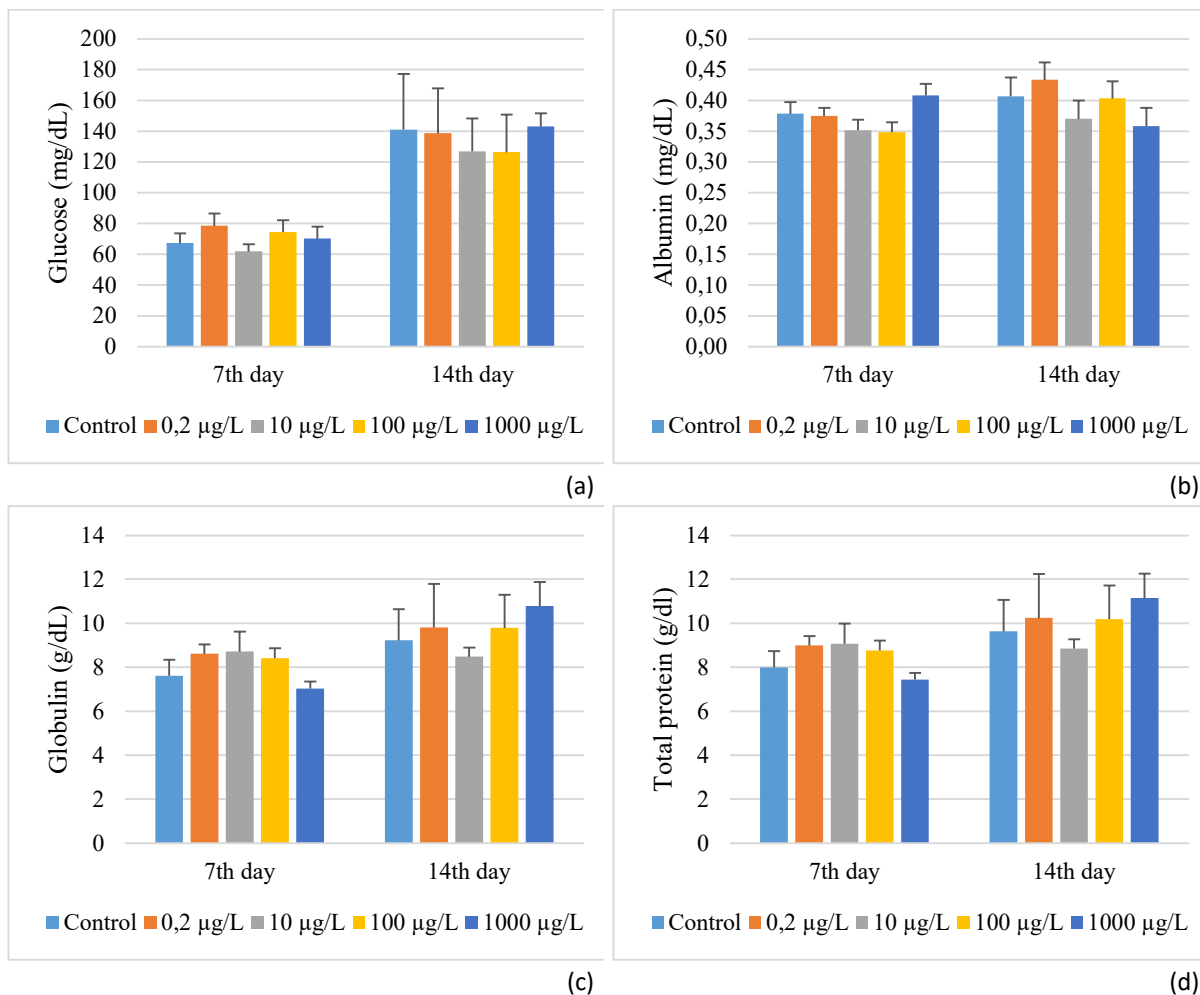 Glucose (mg/dL)
200
180
160
140
120
100
80
60
40
20
0
7th day 14th day
Control 0,2 µg/L 10 µg/L 100 µg/L 1000 µg/L
(a)
Albumin (mg/dL)
0,50
0,45
0,40
0,35
0,30
0,25
0,20
0,15
0,10
0,05
0,00
7th day 14th day
Control 0,2 µg/L 10 µg/L 100 µg/L 1000 µg/L
(b)
Globulin (g/dL)
14
12
10
8
6
4
2
0
7th day 14th day
Control 0,2 µg/L 10 µg/L 100 µg/L 1000 µg/L
(c)
Total protein (g/dl)
14
12
10
8
6
4
2
0
7th day 14th day
Control 0,2 µg/L 10 µg/L 100 µg/L 1000 µg/L
(d)